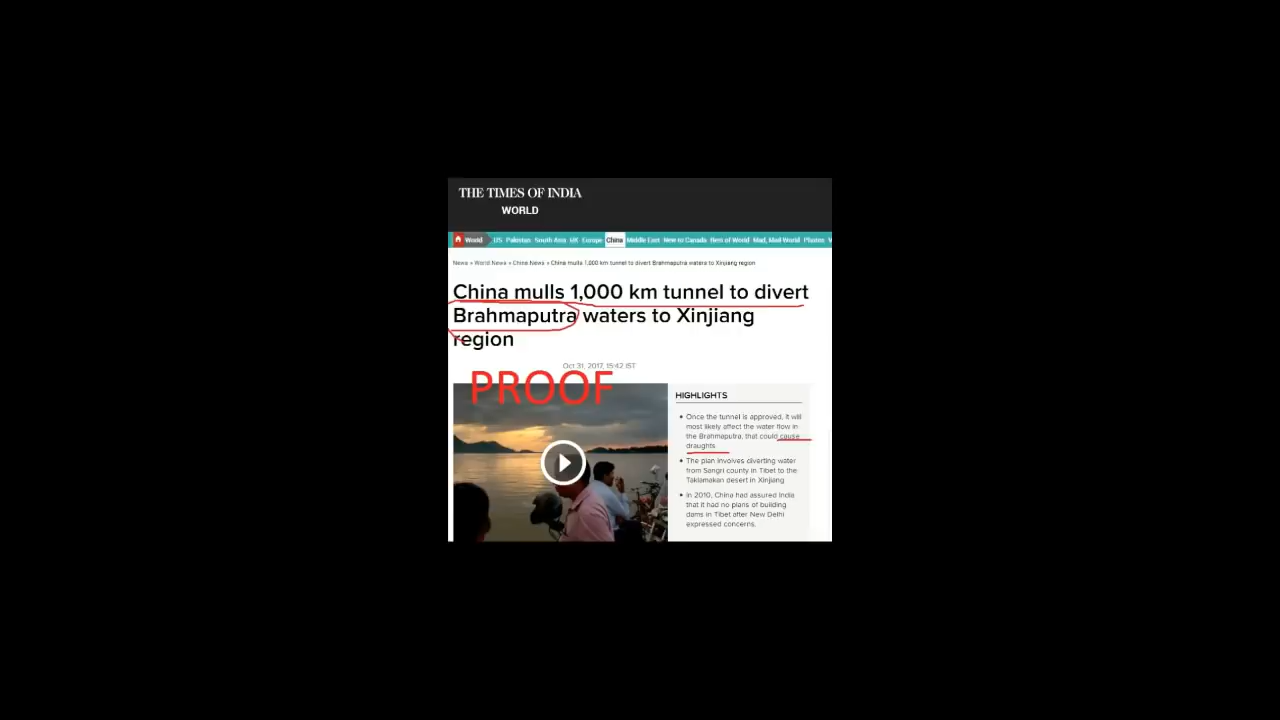 THE TIMES OF INDIA
WORLD
World US Pakistan South Asia UK Europe China Middle East New to Canada Best of World Mad, Mad World Photos V
News » World News » China News » China mulls 1,000 km tunnel to divert Brahmaputra waters to Xinjiang region
China mulls 1,000 km tunnel to divert
Brahmaputra waters to Xinjiang
region
Oct 31, 2017, 15:42 IST
PROOF
HIGHLIGHTS
• Once the tunnel is approved, it will
most likely affect the water flow in
the Brahmaputra, that could cause
draughts.
• The plan involves diverting water
from Sangri county in Tibet to the
Taklamakan desert in Xinjiang
• In 2010, China had assured India
that it had no plans of building
dams in Tibet after New Delhi
expressed concerns.